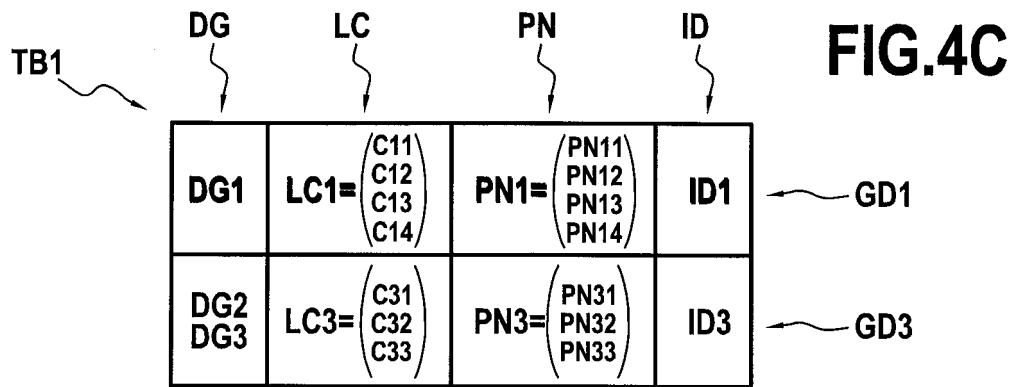 DG LC PN ID
FIG.4C
TB1
DG1 LC1= (C11 C12 C13 C14) PN1= (PN11 PN12 PN13 PN14) ID1 GD1
DG2 DG3 LC3= (C31 C32 C33) PN3= (PN31 PN32 PN33) ID3 GD3